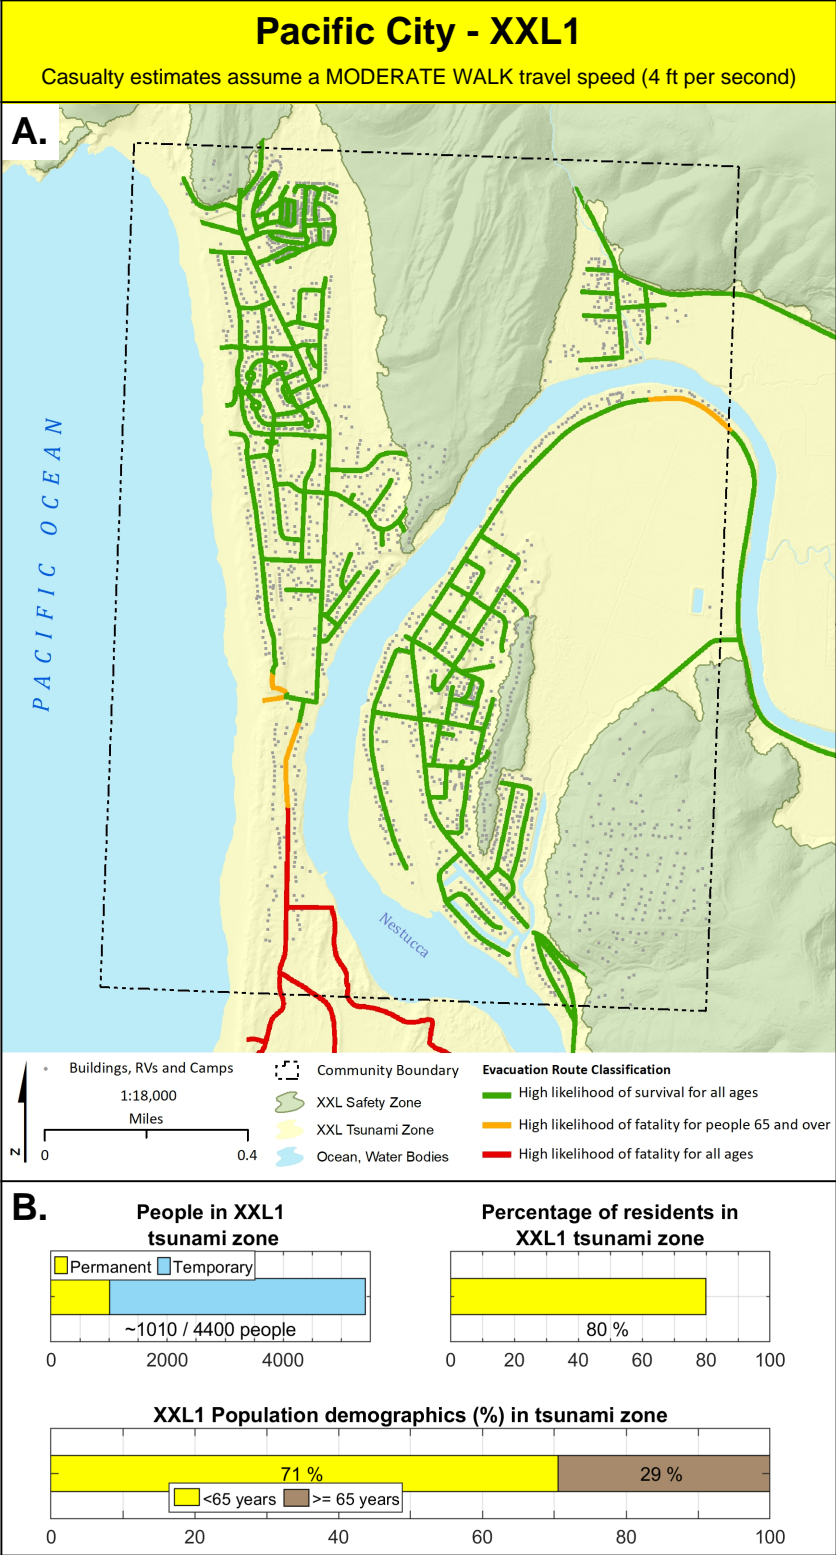 Pacific City - XXL1
Casualty estimates assume a MODERATE WALK travel speed (4 ft per second)
A.
PACIFIC OCEAN
Nestucca
N
Buildings, RVs and Camps
1:18,000
Miles
0 0.4
Community Boundary
XXL Safety Zone
XXL Tsunami Zone
Ocean, Water Bodies
Evacuation Route Classification
High likelihood of survival for all ages
High likelihood of fatality for people 65 and over
High likelihood of fatality for all ages
B.
People in XXL1
tsunami zone
Permanent Temporary
~1010 / 4400 people
0 2000 4000
Percentage of residents in
XXL1 tsunami zone
80 %
0 20 40 60 80 100
XXL1 Population demographics (%) in tsunami zone
71 % 29 %
<65 years >= 65 years
0 20 40 60 80 100